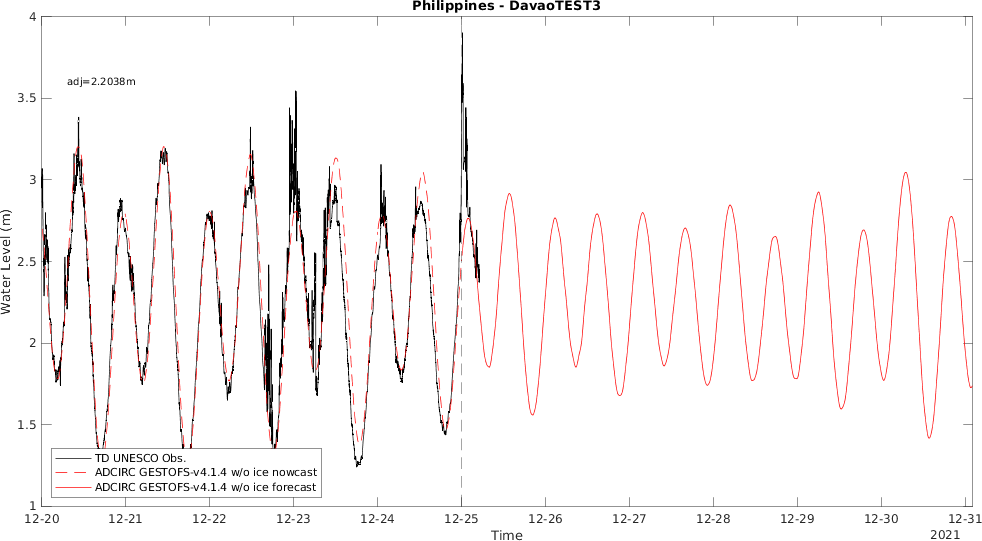 Philippines - DavaoTEST3
adj=2.2038m
4
3.5
3
2.5
2
1.5
1
Water Level (m)
TD UNESCO Obs.
ADCIRC GESTOFS-v4.1.4 w/o ice nowcast
ADCIRC GESTOFS-v4.1.4 w/o ice forecast
12-20 12-21 12-22 12-23 12-24 12-25 12-26 12-27 12-28 12-29 12-30 12-31
Time
2021